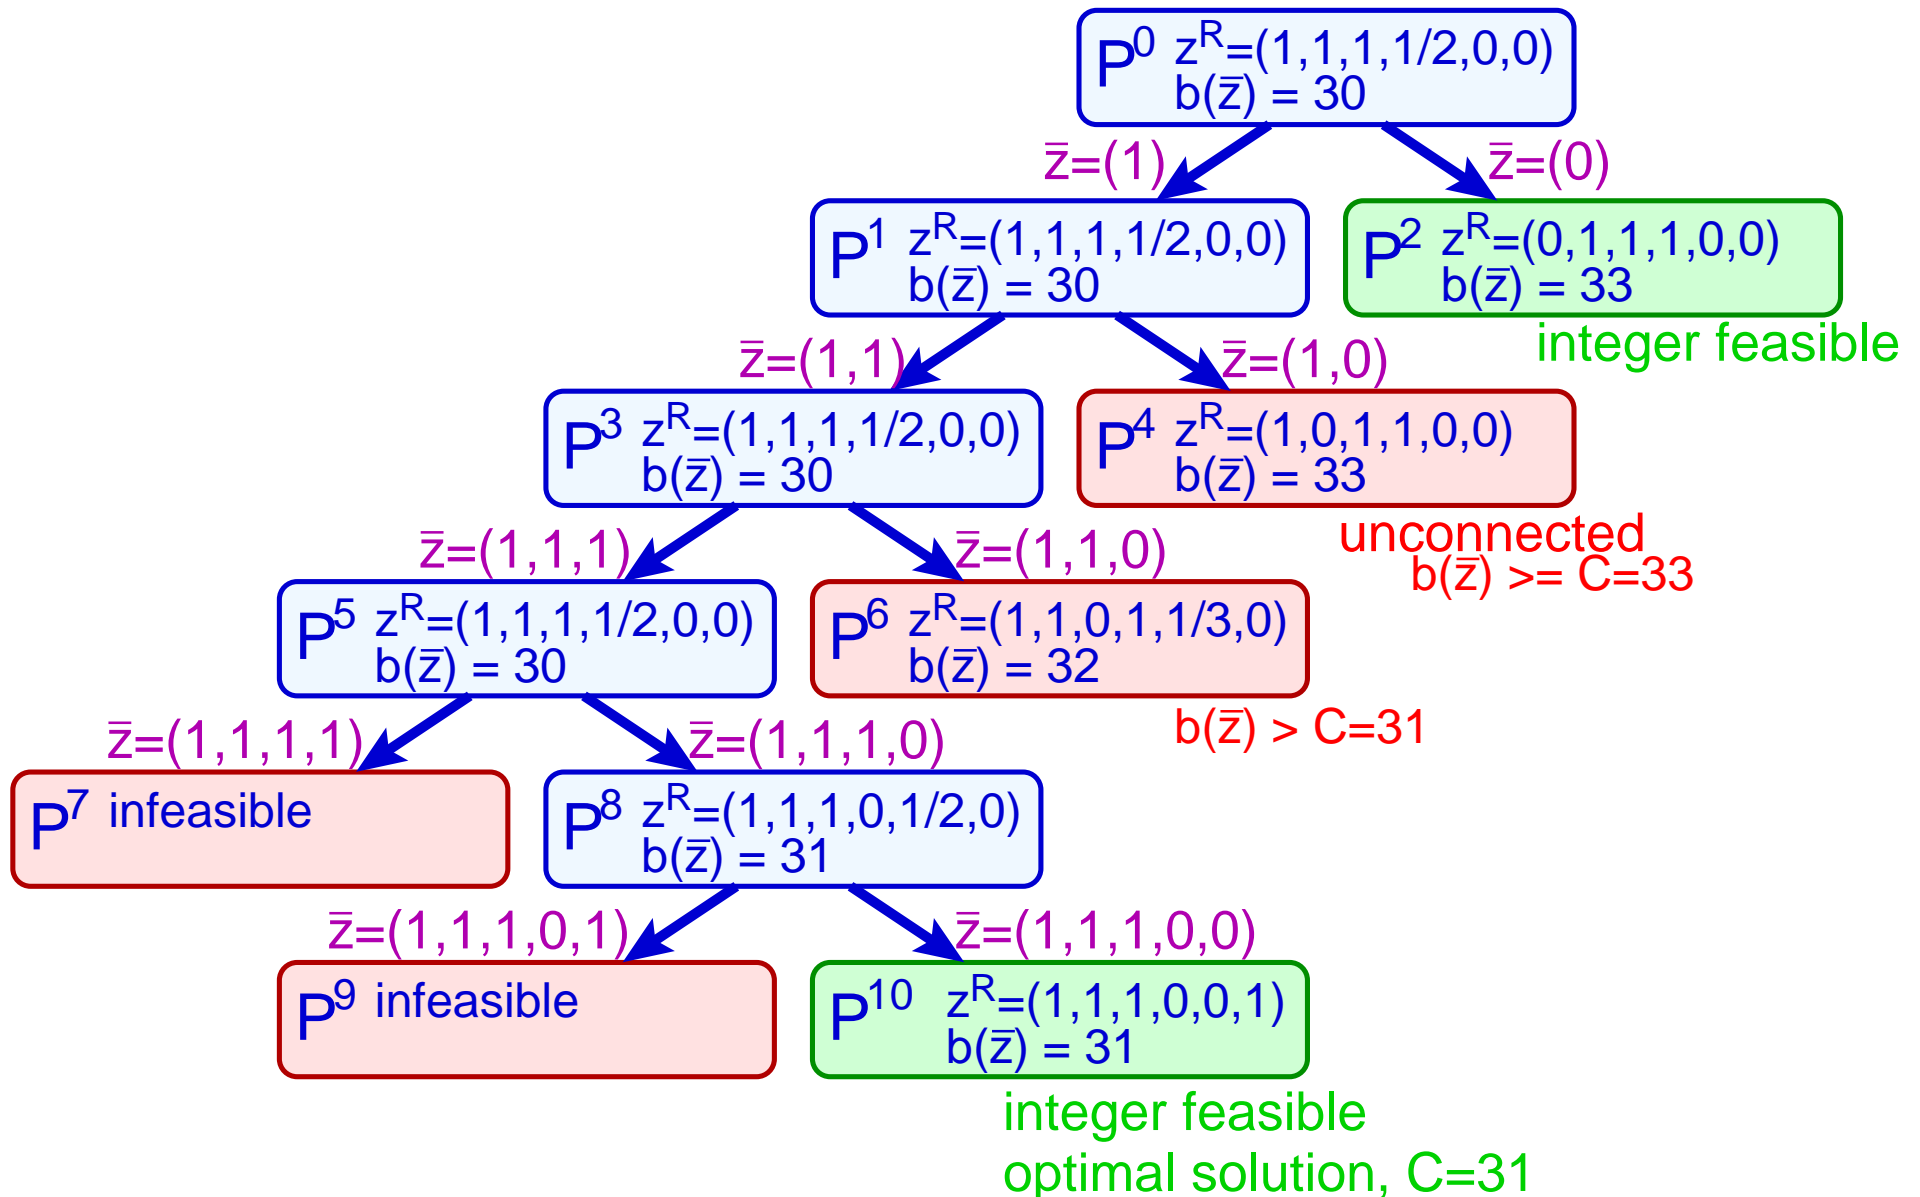 P⁰ zᴿ=(1,1,1,1/2,0,0)
b(z̅) = 30
z̅=(1)
z̅=(0)
P¹ zᴿ=(1,1,1,1/2,0,0)
b(z̅) = 30
P² zᴿ=(0,1,1,1,0,0)
b(z̅) = 33
integer feasible
z̅=(1,1)
z̅=(1,0)
P³ zᴿ=(1,1,1,1/2,0,0)
b(z̅) = 30
P⁴ zᴿ=(1,0,1,1,0,0)
b(z̅) = 33
unconnected
b(z̅) >= C=33
z̅=(1,1,1)
z̅=(1,1,0)
P⁵ zᴿ=(1,1,1,1/2,0,0)
b(z̅) = 30
P⁶ zᴿ=(1,1,0,1,1/3,0)
b(z̅) = 32
b(z̅) > C=31
z̅=(1,1,1,1)
z̅=(1,1,1,0)
P⁷ infeasible
P⁸ zᴿ=(1,1,1,0,1/2,0)
b(z̅) = 31
z̅=(1,1,1,0,1)
z̅=(1,1,1,0,0)
P⁹ infeasible
P¹⁰ zᴿ=(1,1,1,0,0,1)
b(z̅) = 31
integer feasible
optimal solution, C=31